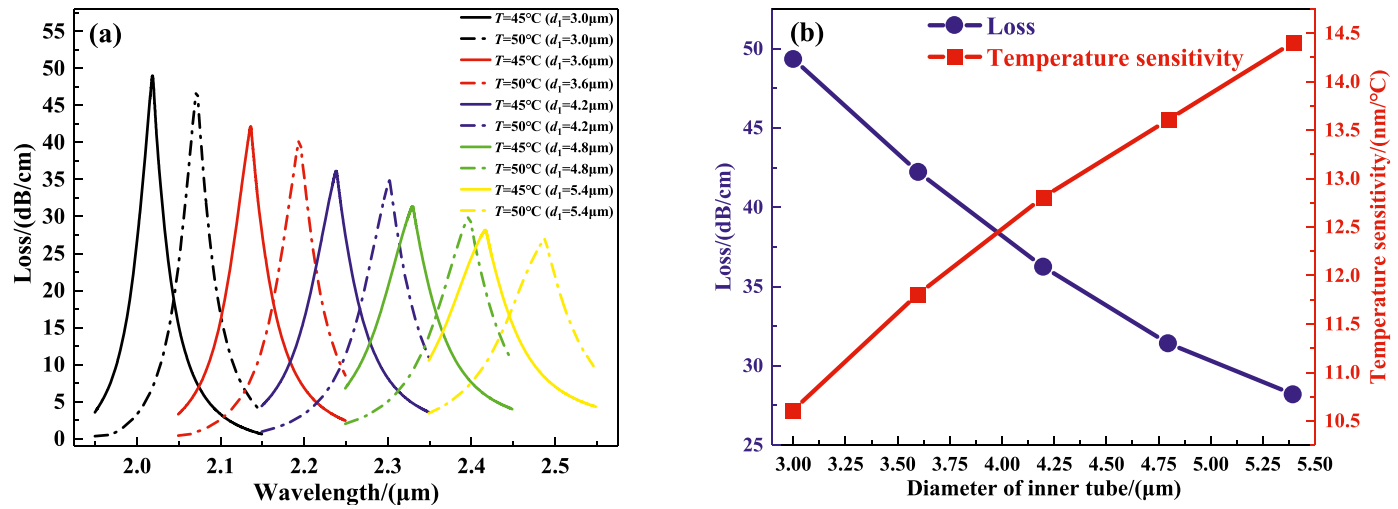 (a)
T=45°C (d1=3.0μm)
T=50°C (d1=3.0μm)
T=45°C (d1=3.6μm)
T=50°C (d1=3.6μm)
T=45°C (d1=4.2μm)
T=50°C (d1=4.2μm)
T=45°C (d1=4.8μm)
T=50°C (d1=4.8μm)
T=45°C (d1=5.4μm)
T=50°C (d1=5.4μm)
Loss/(dB/cm)
55
50
45
40
35
30
25
20
15
10
5
0
2.0 2.1 2.2 2.3 2.4 2.5
Wavelength/(μm)
(b)
Loss
Temperature sensitivity
Loss/(dB/cm)
50
45
40
35
30
25
3.00 3.25 3.50 3.75 4.00 4.25 4.50 4.75 5.00 5.25 5.50
Diameter of inner tube/(μm)
14.5
14.0
13.5
13.0
12.5
12.0
11.5
11.0
10.5
Temperature sensitivity/(nm/°C)